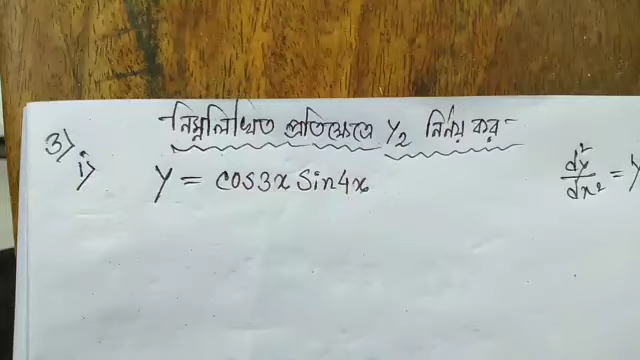 নিম্নলিখিত প্রতিক্ষেত্রে y₂ নির্ণয় কর-
3) i) y = cos3x sin4x
d²y/dx² = y